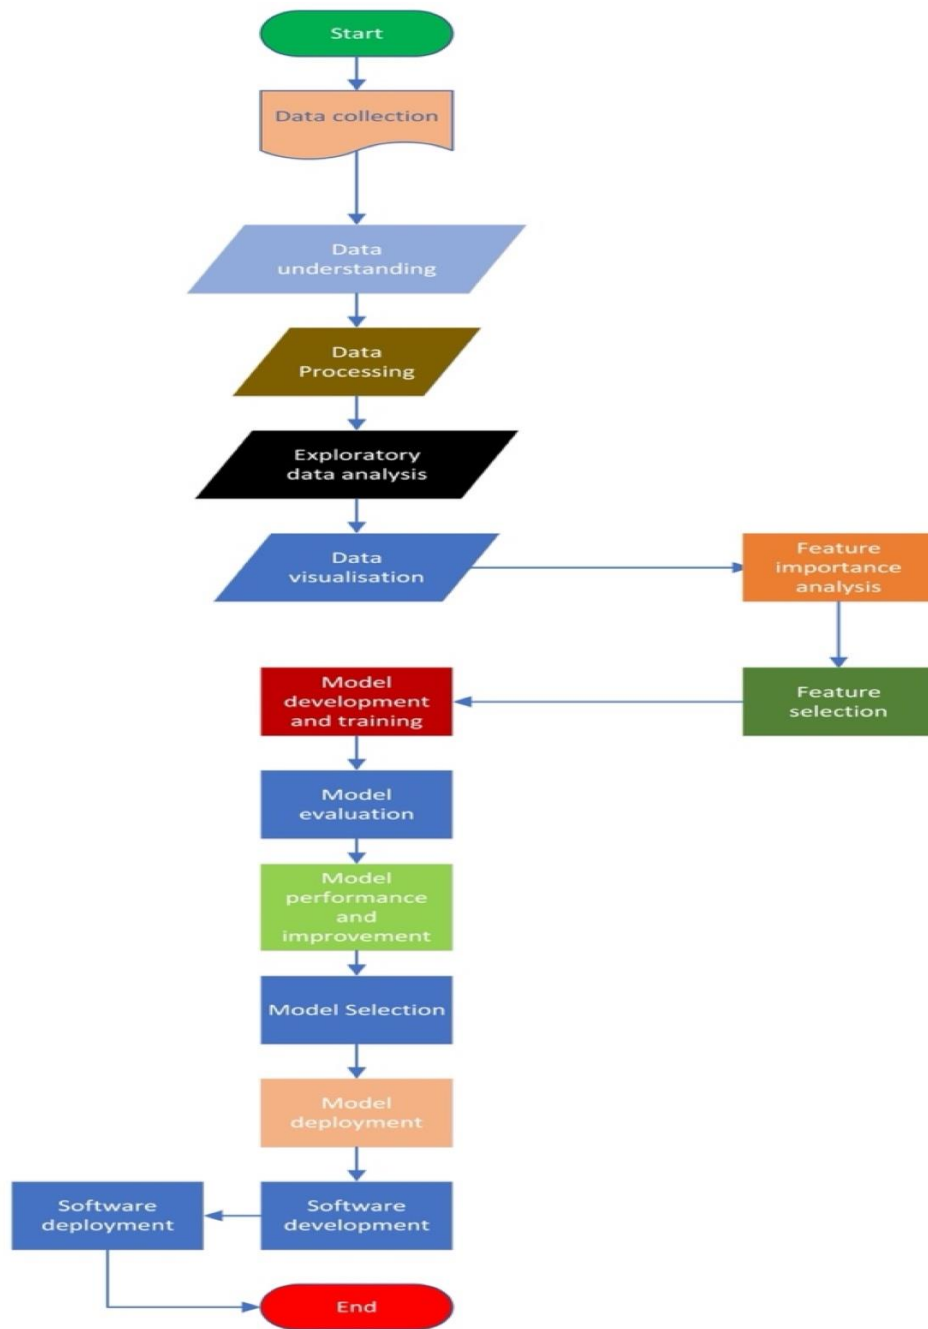 Start
Data collection
Data
understanding
Data
Processing
Exploratory
data analysis
Data
visualisation
Feature
importance
analysis
Feature
selection
Model
development
and training
Model
evaluation
Model
performance
and
improvement
Model Selection
Model
deployment
Software
development
Software
deployment
End